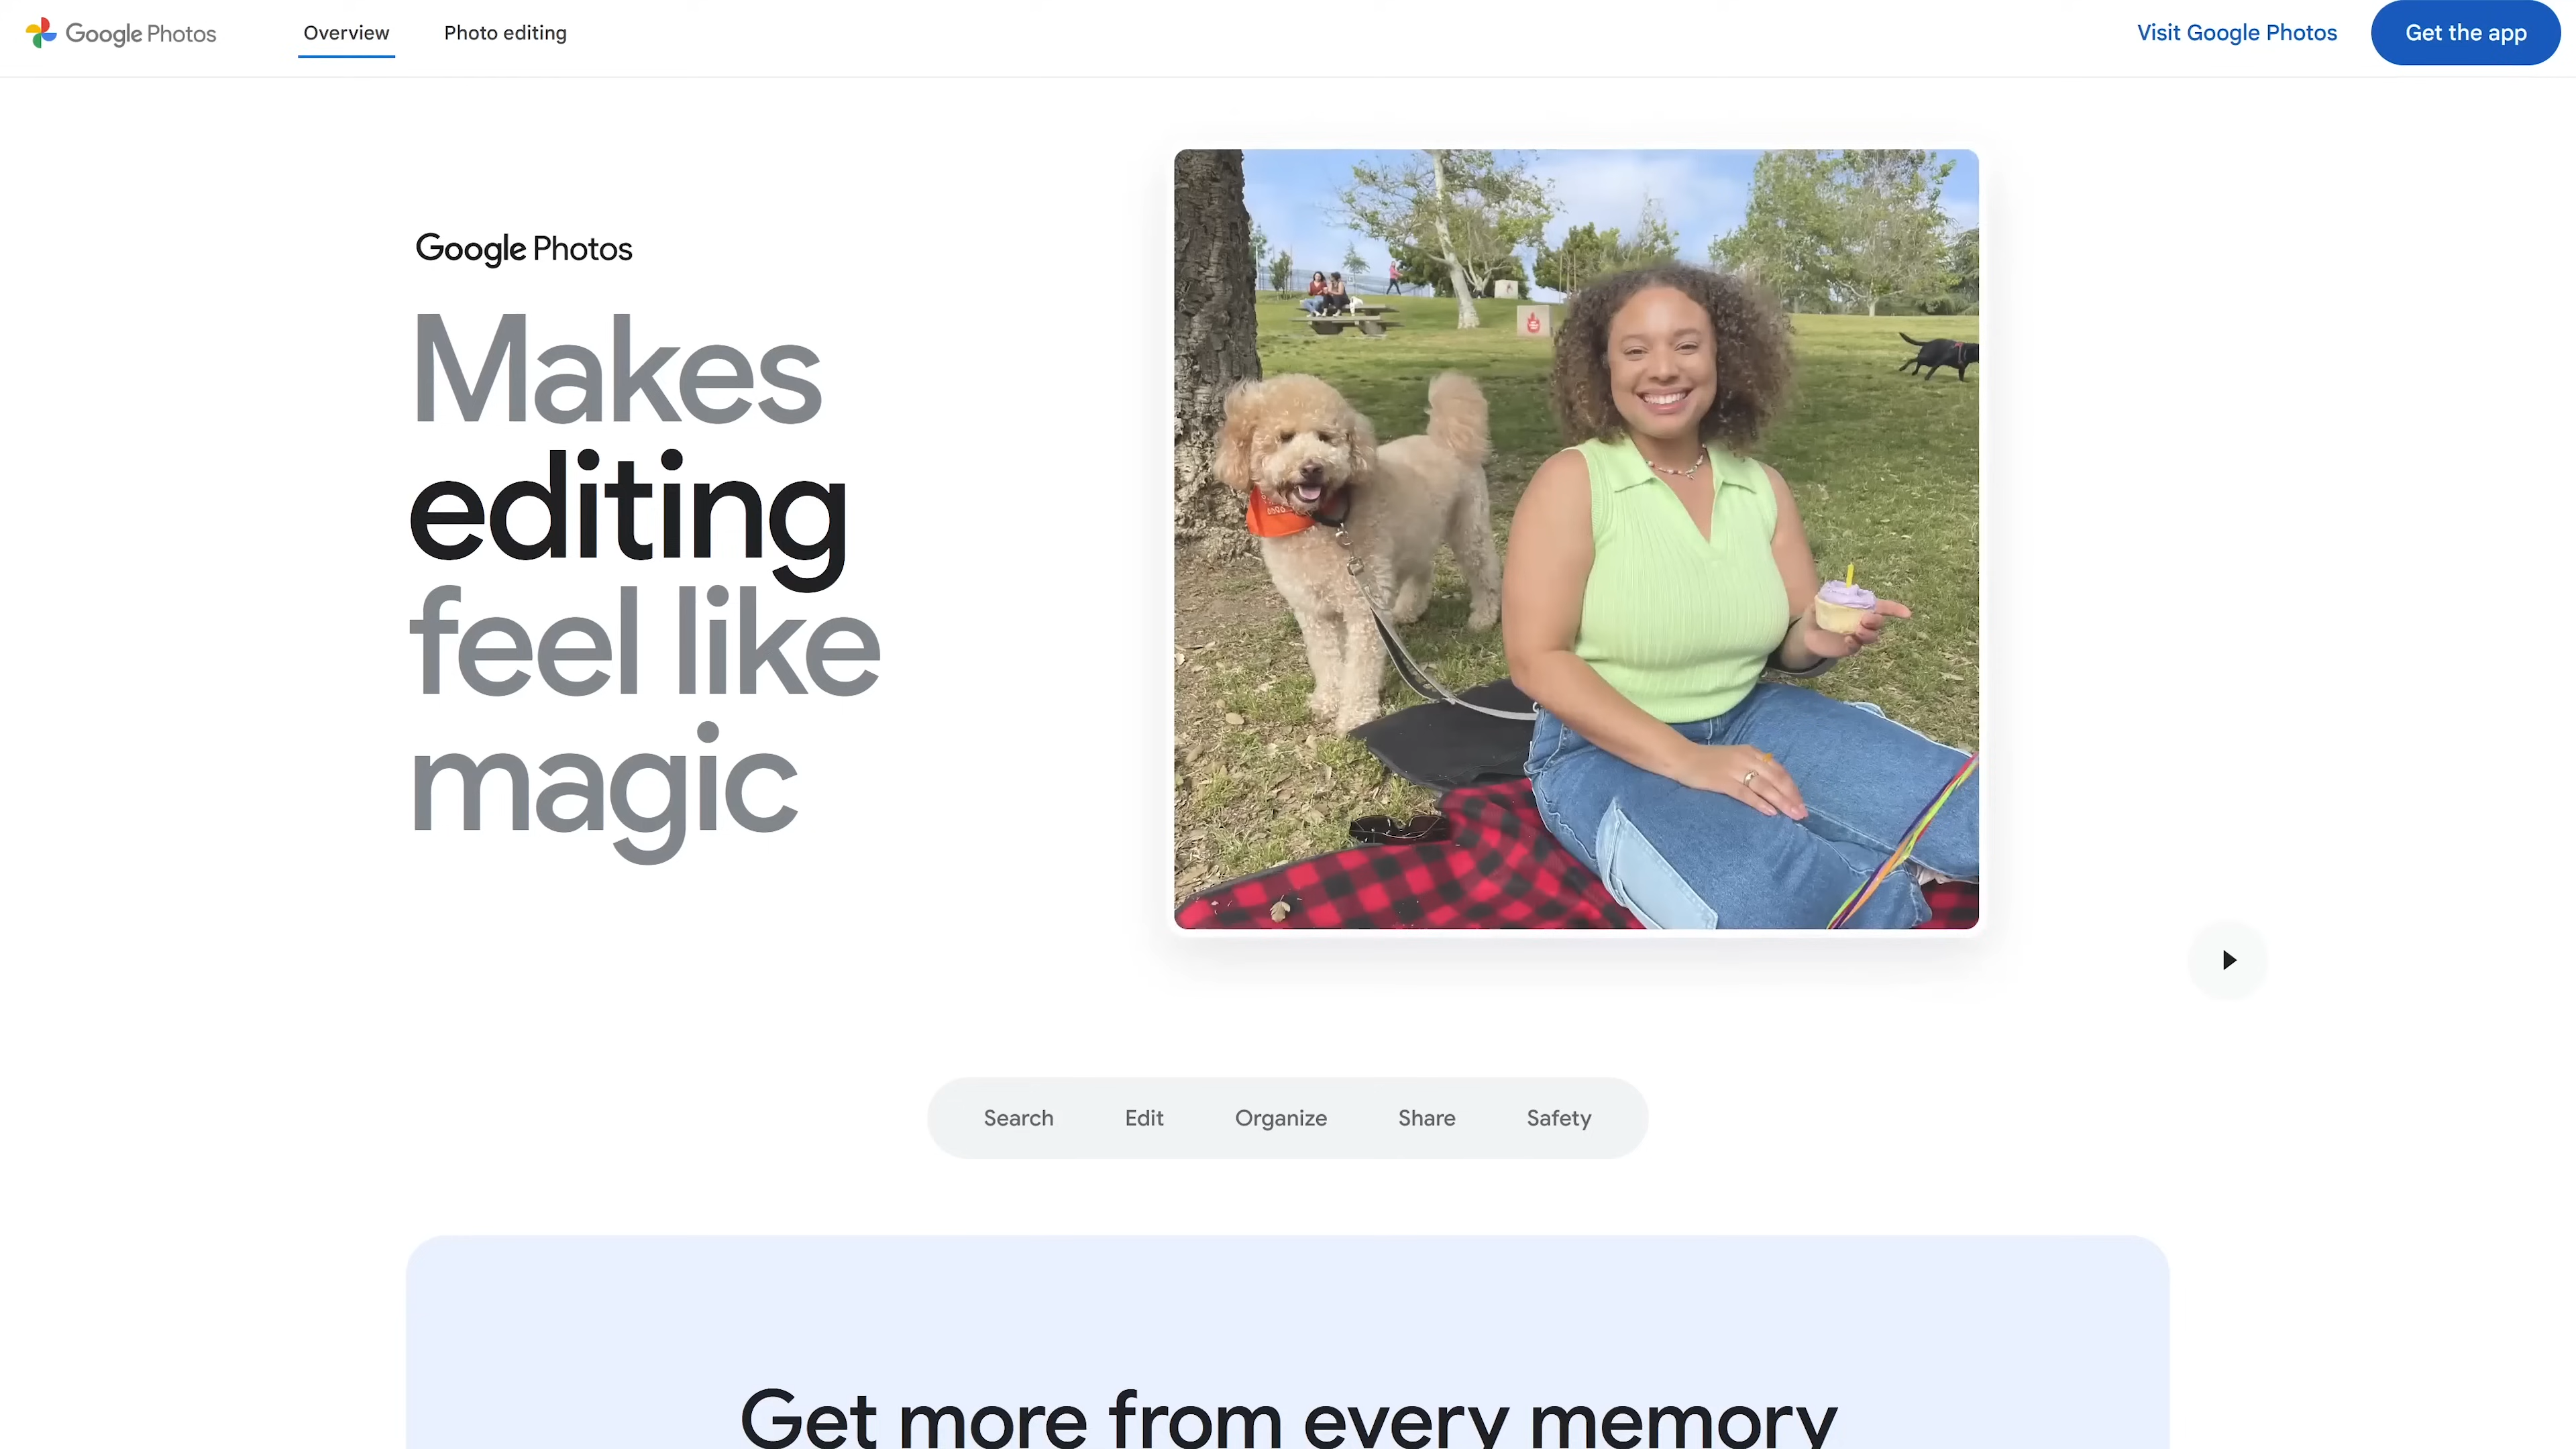 Google Photos
Overview
Photo editing
Visit Google Photos
Get the app
Google Photos
Makes
editing
feel like
magic
Search
Edit
Organize
Share
Safety
Get more from every memory